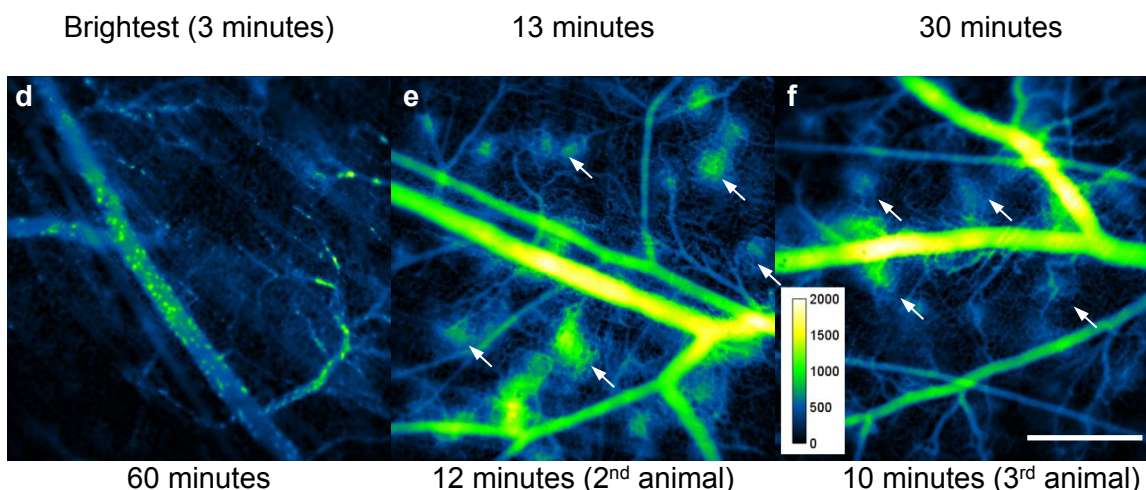 Brightest (3 minutes) 13 minutes 30 minutes
d e f
2000
1500
1000
500
0
60 minutes 12 minutes (2nd animal) 10 minutes (3rd animal)